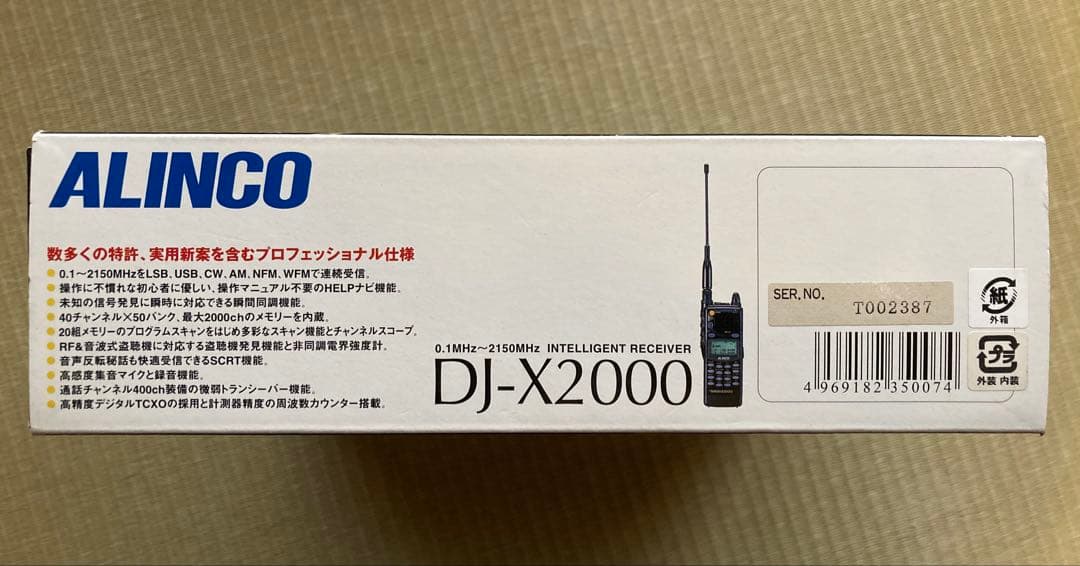 ALINCO
数多くの特許、実用新案を含むプロフェッショナル仕様
● 0.1〜2150MHzをLSB、USB、CW、AM、NFM、WFMで連続受信。
● 操作に不慣れな初心者に優しい、操作マニュアル不要のHELPナビ機能。
● 未知の信号発見に瞬時に対応できる瞬間同調機能。
● 40チャンネル×50バンク、最大2000chのメモリーを内蔵。
● 20組メモリーのプログラムスキャンをはじめ多彩なスキャン機能とチャンネルスコープ。
● RF&音波式盗聴機に対応する盗聴機発見機能と非同調電界強度計。
● 音声反転秘話も快適受信できるSCRT機能。
● 高感度集音マイクと録音機能。
● 通話チャンネル400ch装備の微弱トランシーバー機能。
● 高精度デジタルTCXOの採用と計測器精度の周波数カウンター搭載。
0.1MHz〜2150MHz INTELLIGENT RECEIVER
DJ-X2000
ALINCO
SER.NO.
T002387
4 969182 350074
紙
外箱
プラ
外装 内装